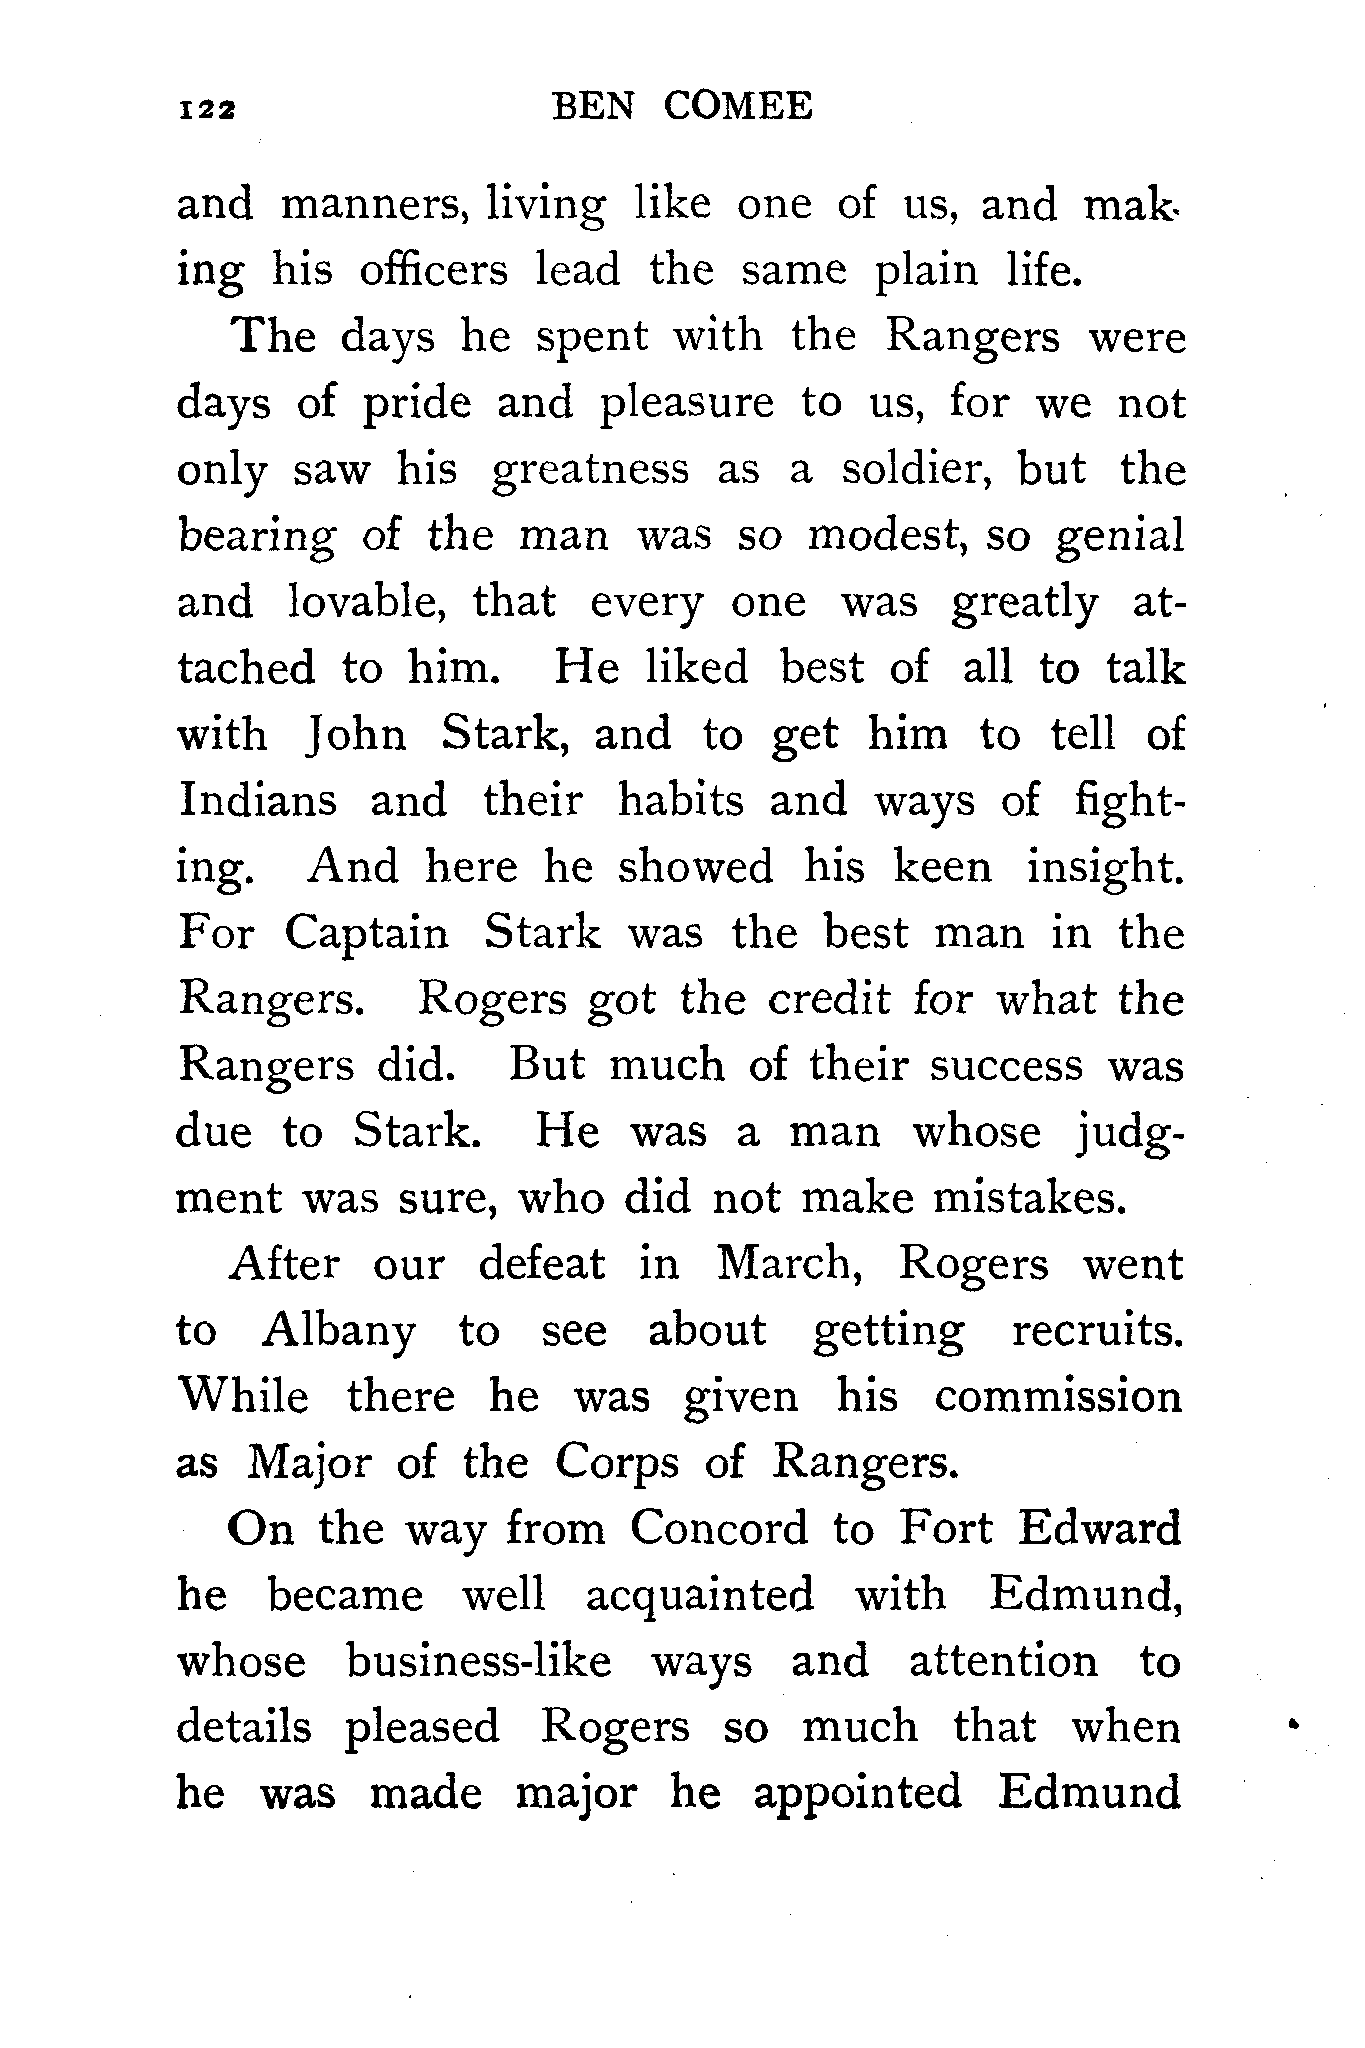 122 BEN COMEE
and manners, living like one of us, and mak-
ing his officers lead the same plain life.
The days he spent with the Rangers were
days of pride and pleasure to us, for we not
only saw his greatness as a soldier, but the
bearing of the man was so modest, so genial
and lovable, that every one was greatly at-
tached to him. He liked best of all to talk
with John Stark, and to get him to tell of
Indians and their habits and ways of fight-
ing. And here he showed his keen insight.
For Captain Stark was the best man in the
Rangers. Rogers got the credit for what the
Rangers did. But much of their success was
due to Stark. He was a man whose judg-
ment was sure, who did not make mistakes.
After our defeat in March, Rogers went
to Albany to see about getting recruits.
While there he was given his commission
as Major of the Corps of Rangers.
On the way from Concord to Fort Edward
he became well acquainted with Edmund,
whose business-like ways and attention to
details pleased Rogers so much that when
he was made major he appointed Edmund